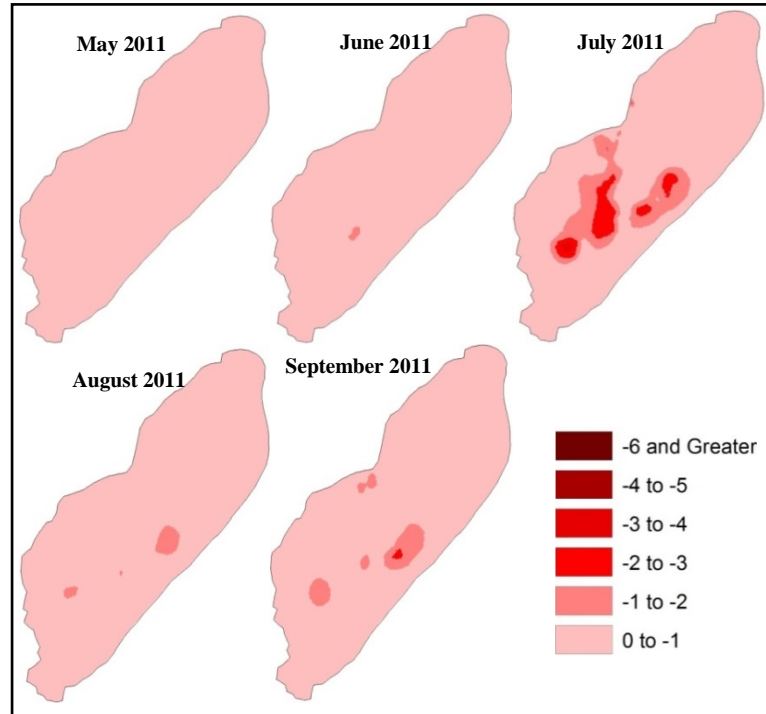 May 2011
June 2011
July 2011
August 2011
September 2011
-6 and Greater
-4 to -5
-3 to -4
-2 to -3
-1 to -2
0 to -1